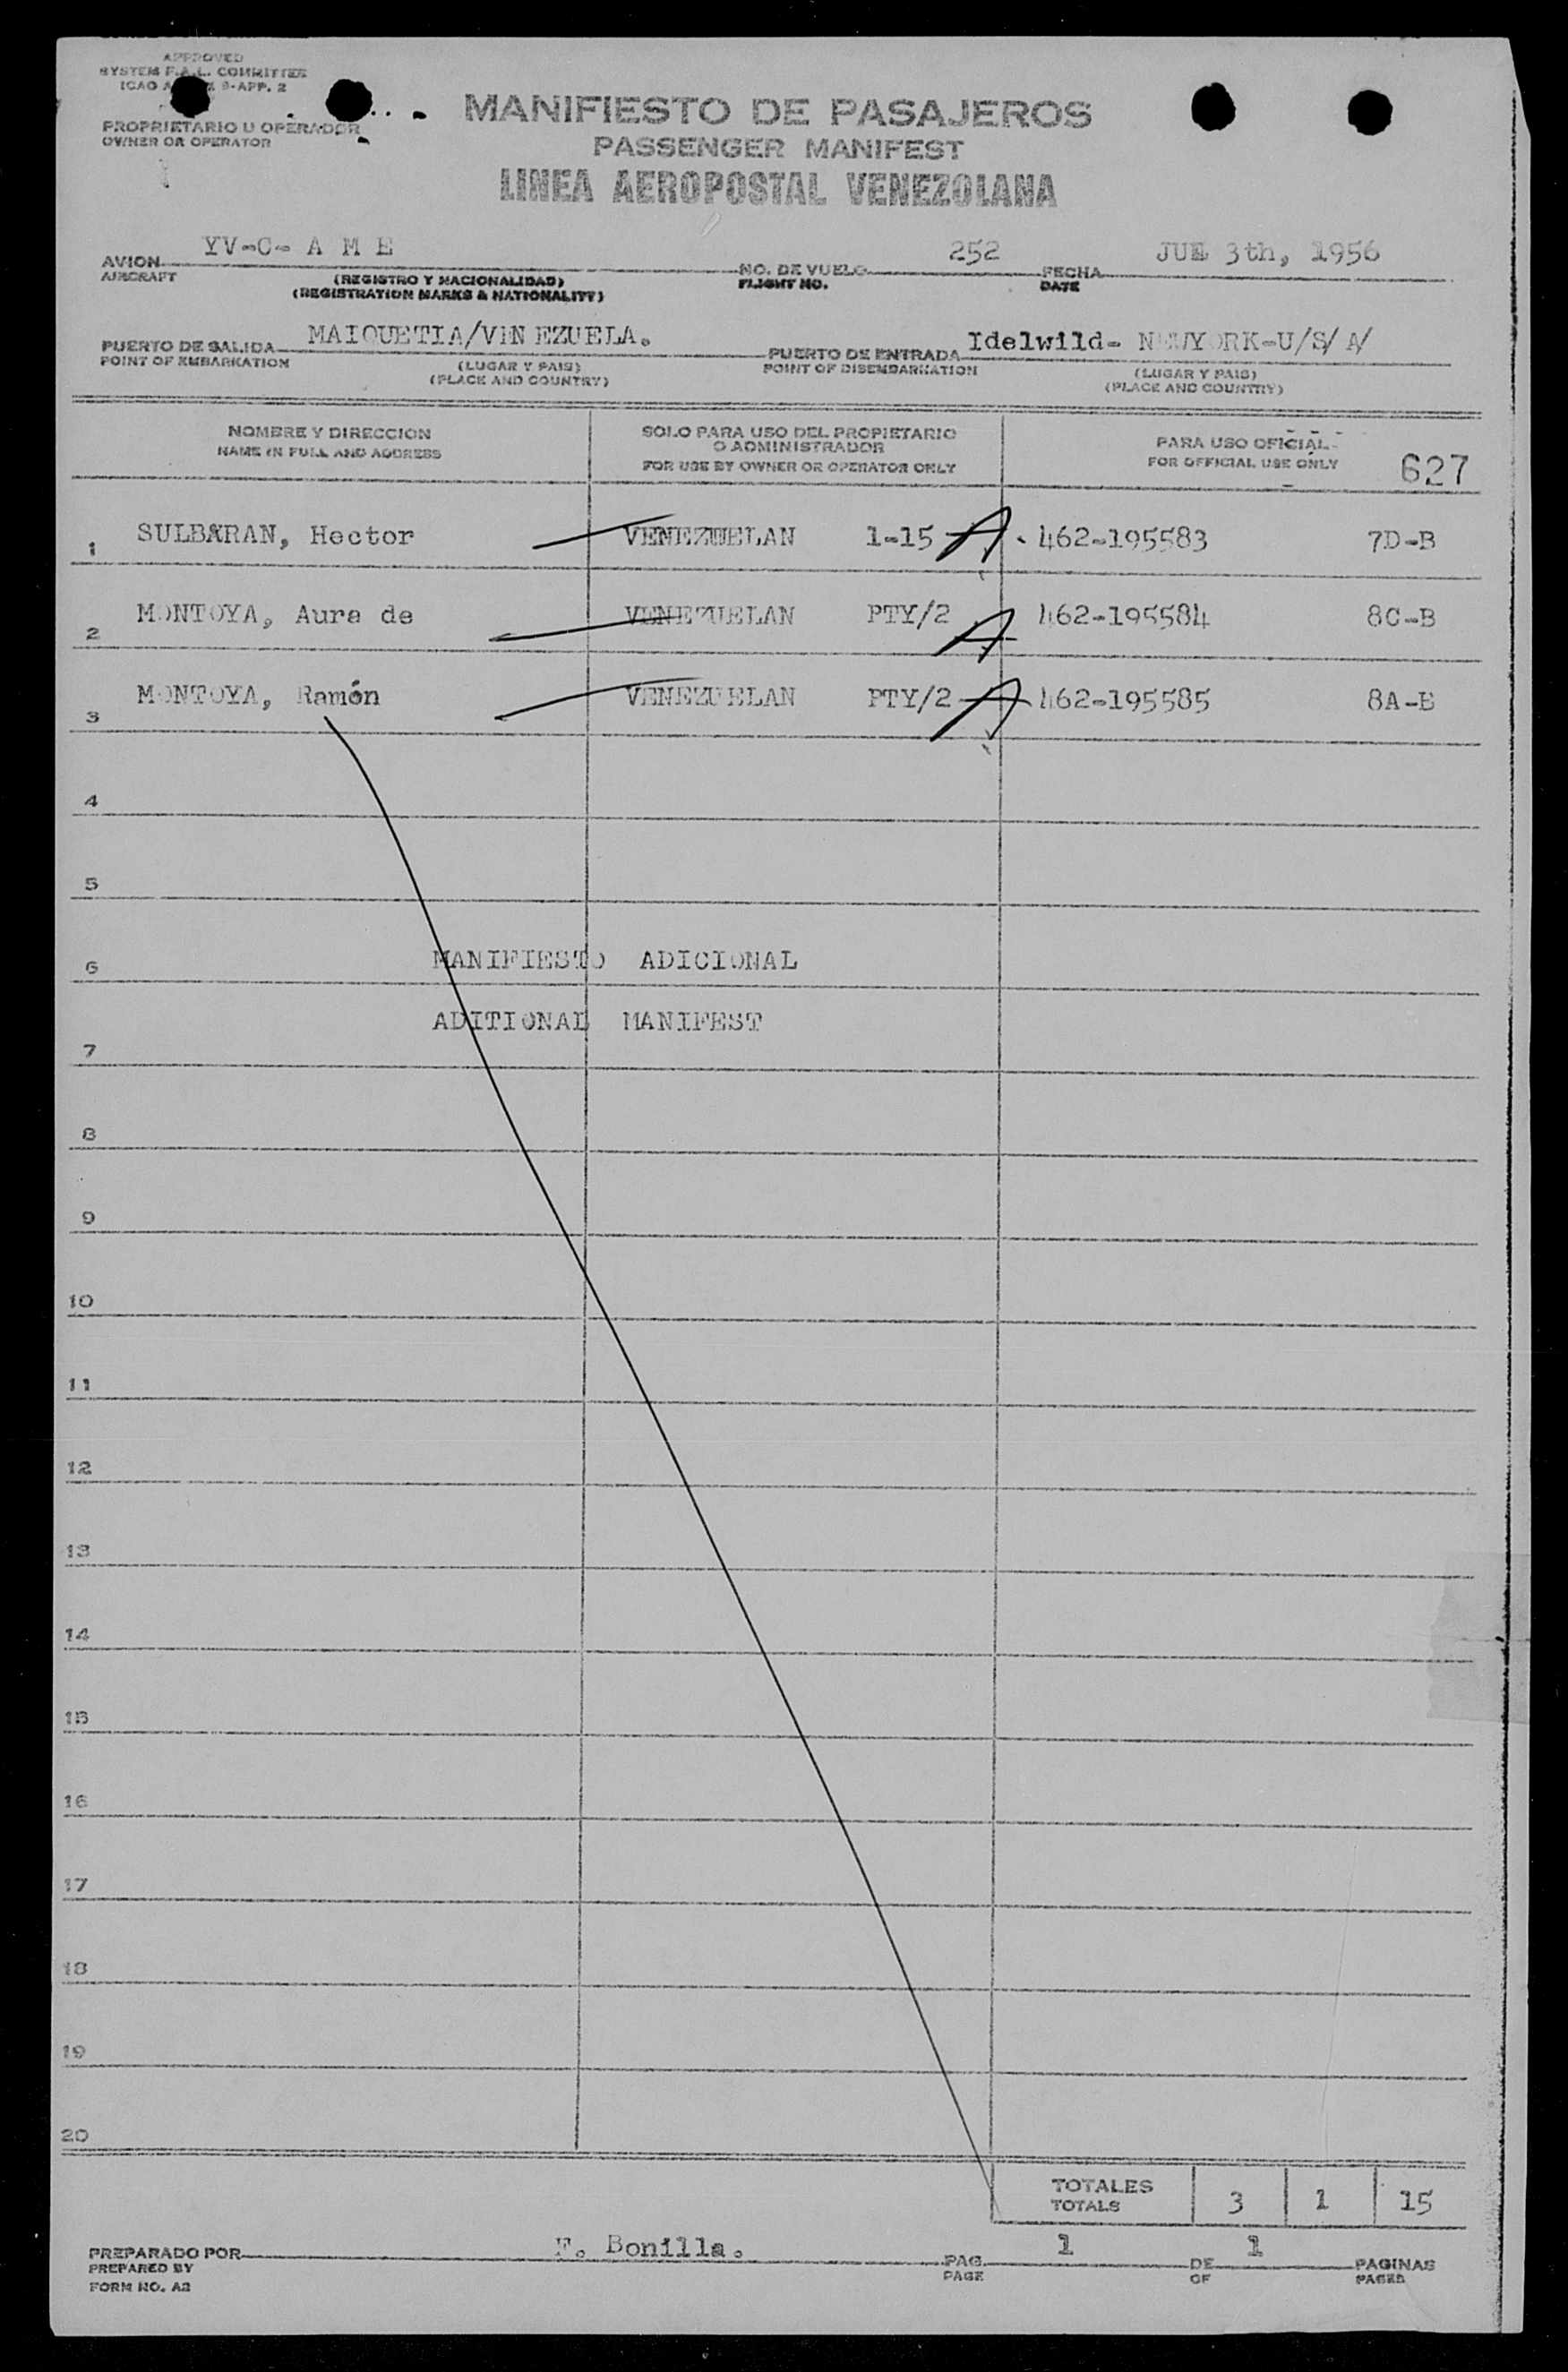 APPROVED
SYSTEM F.A.L. COMMITTEE
ICAO 9-APP. 2
PROPRIETARIO U OPERADOR
OWNER OR OPERATOR
MANIFIESTO DE PASAJEROS
PASSENGER MANIFEST
LINEA AEROPOSTAL VENEZOLANA
AVION YV-C- A M E NO. DE VUELO 252 FECHA 3th, 1956
AIRCRAFT (REGISTRO Y NACIONALIDAD) FLIGHT NO. DATE
(REGISTRATION MARKS & NATIONALITY)
PUERTO DE SALIDA MAIQUETIA/VEN EZUELA. PUERTO DE ENTRADA Idelwild- NEWYORK-U/S/A/
POINT OF EMBARKATION (LUGAR Y PAIS) POINT OF DISEMBARKATION (LUGAR Y PAIS)
(PLACE AND COUNTRY) (PLACE AND COUNTRY)
NOMBRE Y DIRECCION SOLO PARA USO DEL PROPIETARIO O ADMINISTRADOR PARA USO OFICIAL
NAME IN FULL AND ADDRESS FOR USE BY OWNER OR OPERATOR ONLY FOR OFFICIAL USE ONLY 627
1 SULBARAN, Hector VENEZUELAN 1-15 A 462-195583 7D-B
2 MONTOYA, Aura de VENEZUELAN PTY/2 A 462-195584 8C-B
3 MONTOYA, Ramón VENEZUELAN PTY/2 A 462-195585 8A-B
4
5
6 MANIFIESTO ADICIONAL
7 ADITIONAL MANIFEST
8
9
10
11
12
13
14
15
16
17
18
19
20
TOTALES 3 1 15
TOTALS
PREPARADO POR F. Bonilla. PAG. 1 DE 1 PAGINAS
PREPARED BY PAGE OF PAGES
FORM NO. A2